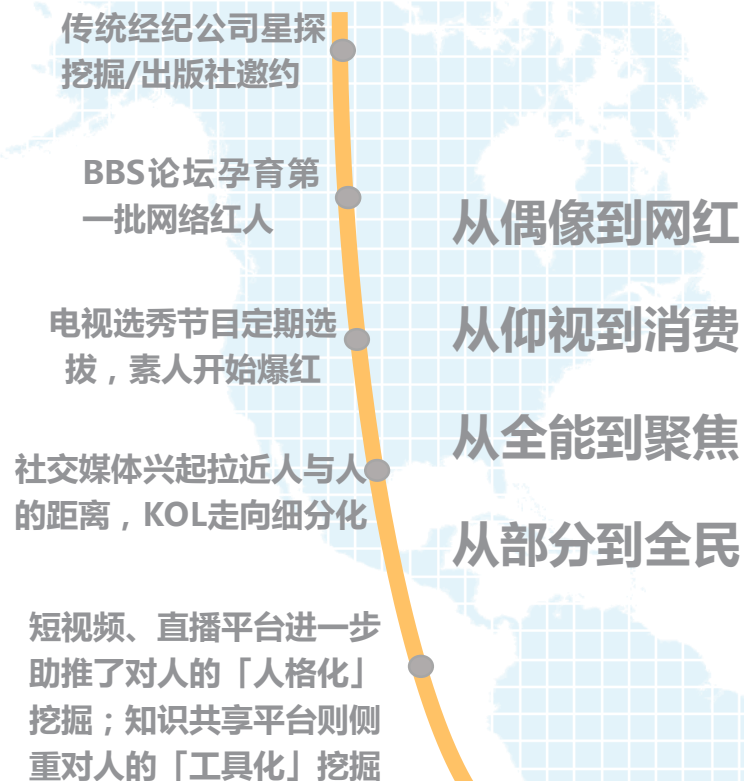 传统经纪公司星探
挖掘/出版社邀约
BBS论坛孕育第
一批网络红人
电视选秀节目定期选
拔，素人开始爆红
社交媒体兴起拉近人与人
的距离，KOL走向细分化
短视频、直播平台进一步
助推了对人的「人格化」
挖掘；知识共享平台则侧
重对人的「工具化」挖掘
从偶像到网红
从仰视到消费
从全能到聚焦
从部分到全民